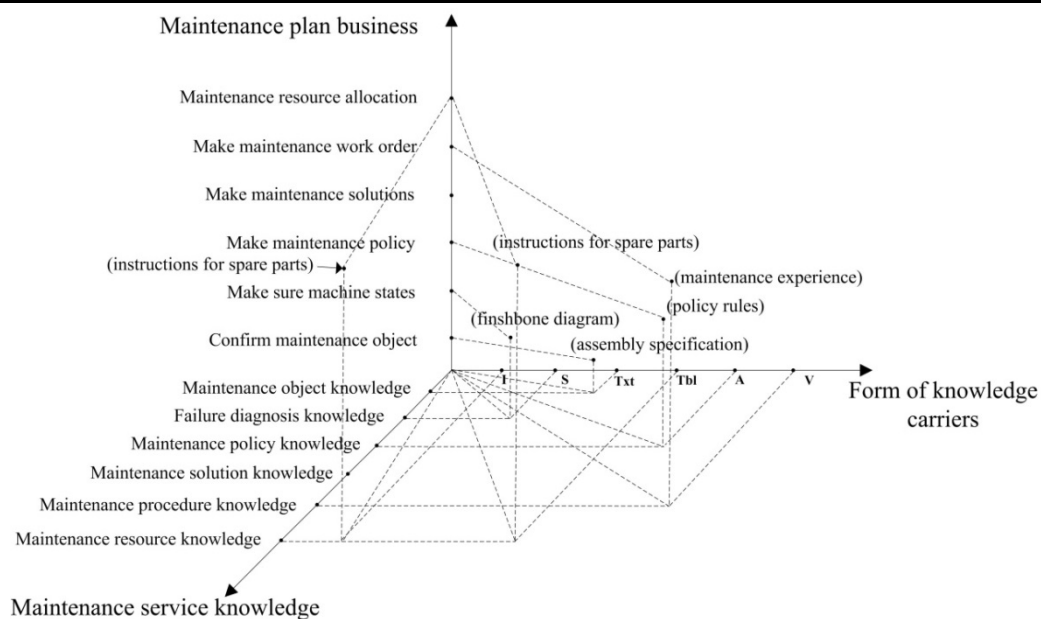 Maintenance plan business
Maintenance resource allocation
Make maintenance work order
Make maintenance solutions
Make maintenance policy
(instructions for spare parts)
(instructions for spare parts)
(maintenance experience)
Make sure machine states
(policy rules)
(finshbone diagram)
Confirm maintenance object
(assembly specification)
I
S
Txt
Tbl
A
V
Form of knowledge
carriers
Maintenance object knowledge
Failure diagnosis knowledge
Maintenance policy knowledge
Maintenance solution knowledge
Maintenance procedure knowledge
Maintenance resource knowledge
Maintenance service knowledge